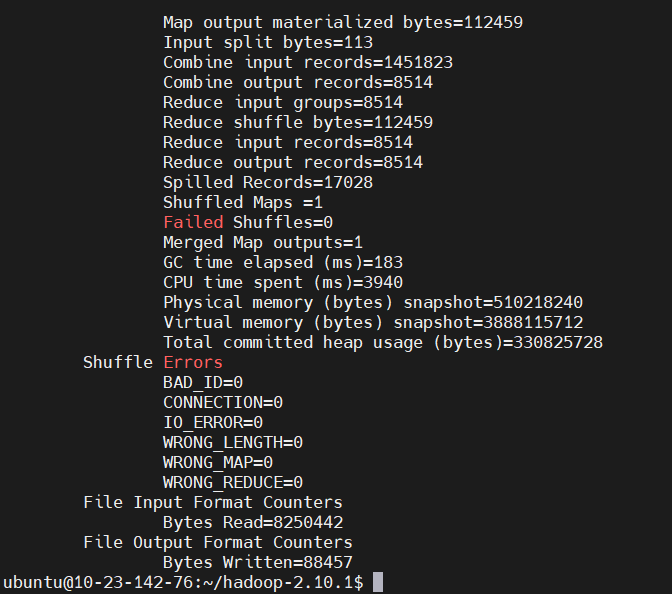 Map output materialized bytes=112459
Input split bytes=113
Combine input records=1451823
Combine output records=8514
Reduce input groups=8514
Reduce shuffle bytes=112459
Reduce input records=8514
Reduce output records=8514
Spilled Records=17028
Shuffled Maps =1
Failed Shuffles=0
Merged Map outputs=1
GC time elapsed (ms)=183
CPU time spent (ms)=3940
Physical memory (bytes) snapshot=510218240
Virtual memory (bytes) snapshot=3888115712
Total committed heap usage (bytes)=330825728
Shuffle Errors
BAD_ID=0
CONNECTION=0
IO_ERROR=0
WRONG_LENGTH=0
WRONG_MAP=0
WRONG_REDUCE=0
File Input Format Counters
Bytes Read=8250442
File Output Format Counters
Bytes Written=88457
ubuntu@10-23-142-76:~/hadoop-2.10.1$